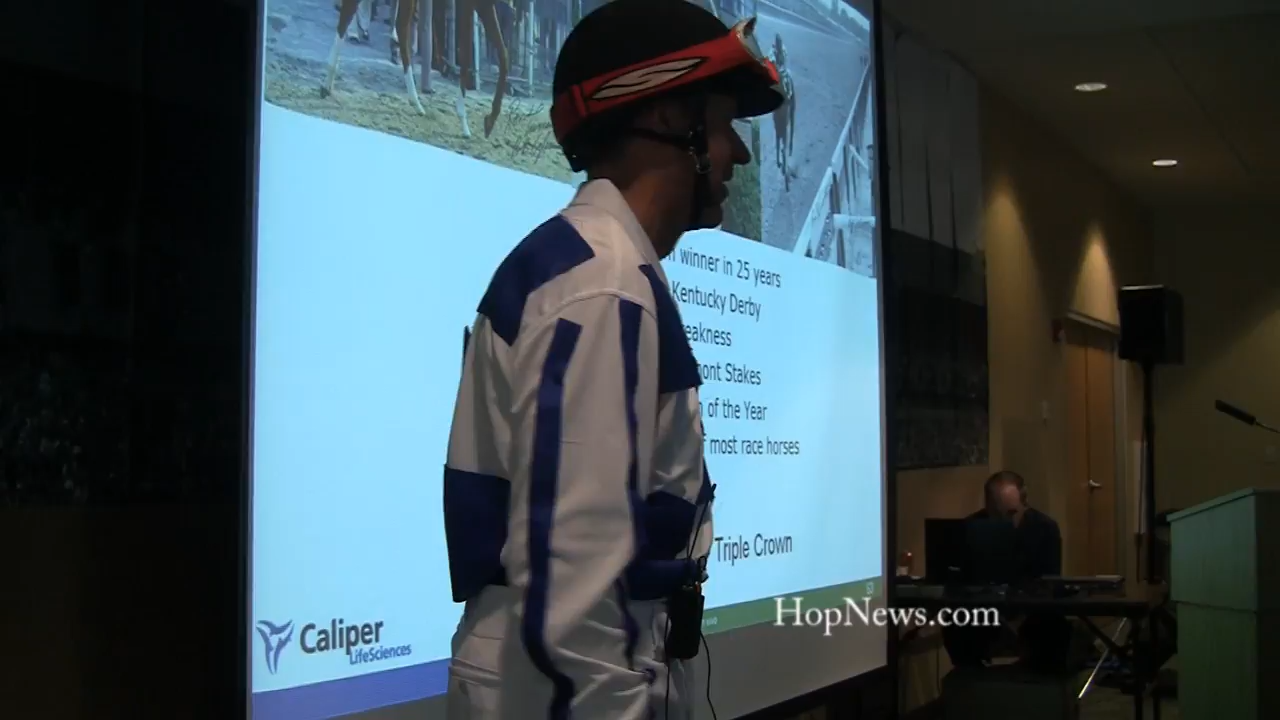 winner in 25 years
Kentucky Derby
eakness
ont Stakes
of the Year
most race horses
Triple Crown
Caliper
LifeSciences
HopNews.com